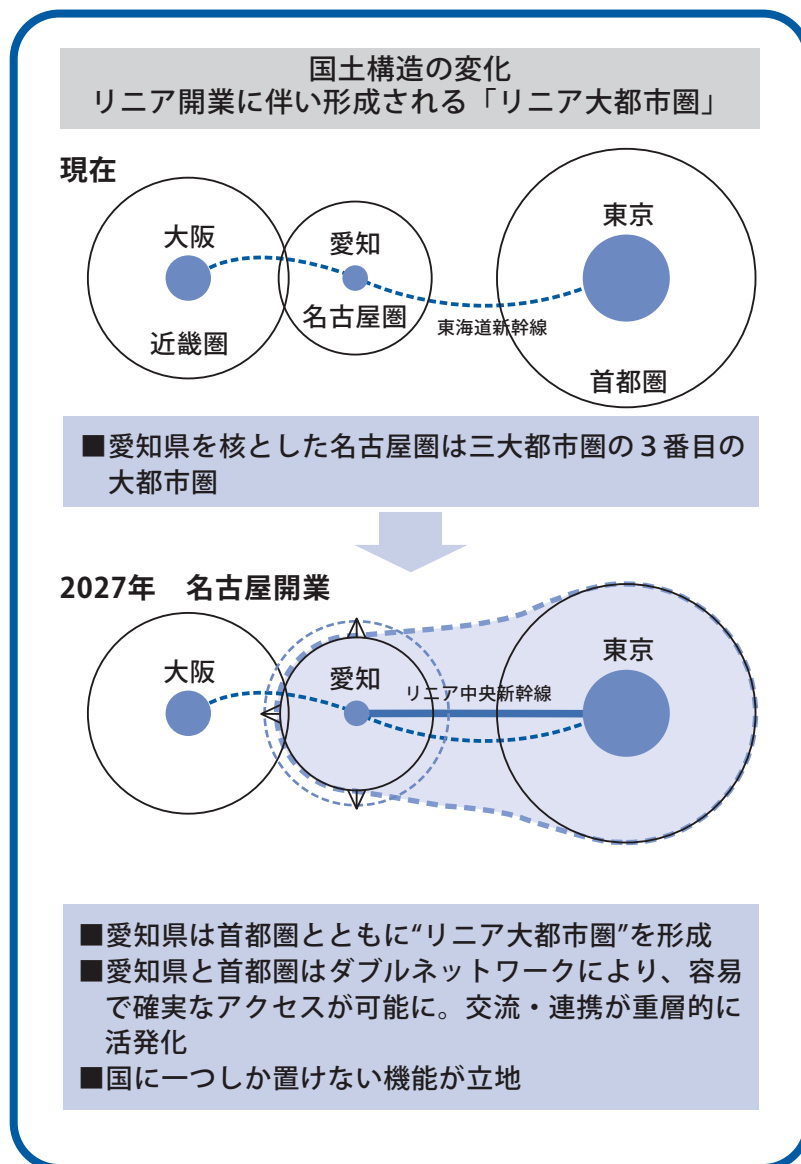 国土構造の変化
リニア開業に伴い形成される「リニア大都市圏」
現在
大阪
愛知
東京
名古屋圏
東海道新幹線
近畿圏
首都圏
■愛知県を核とした名古屋圏は三大都市圏の３番目の
大都市圏
2027年　名古屋開業
大阪
愛知
東京
リニア中央新幹線
■愛知県は首都圏とともに“リニア大都市圏”を形成
■愛知県と首都圏はダブルネットワークにより、容易
で確実なアクセスが可能に。交流・連携が重層的に
活発化
■国に一つしか置けない機能が立地